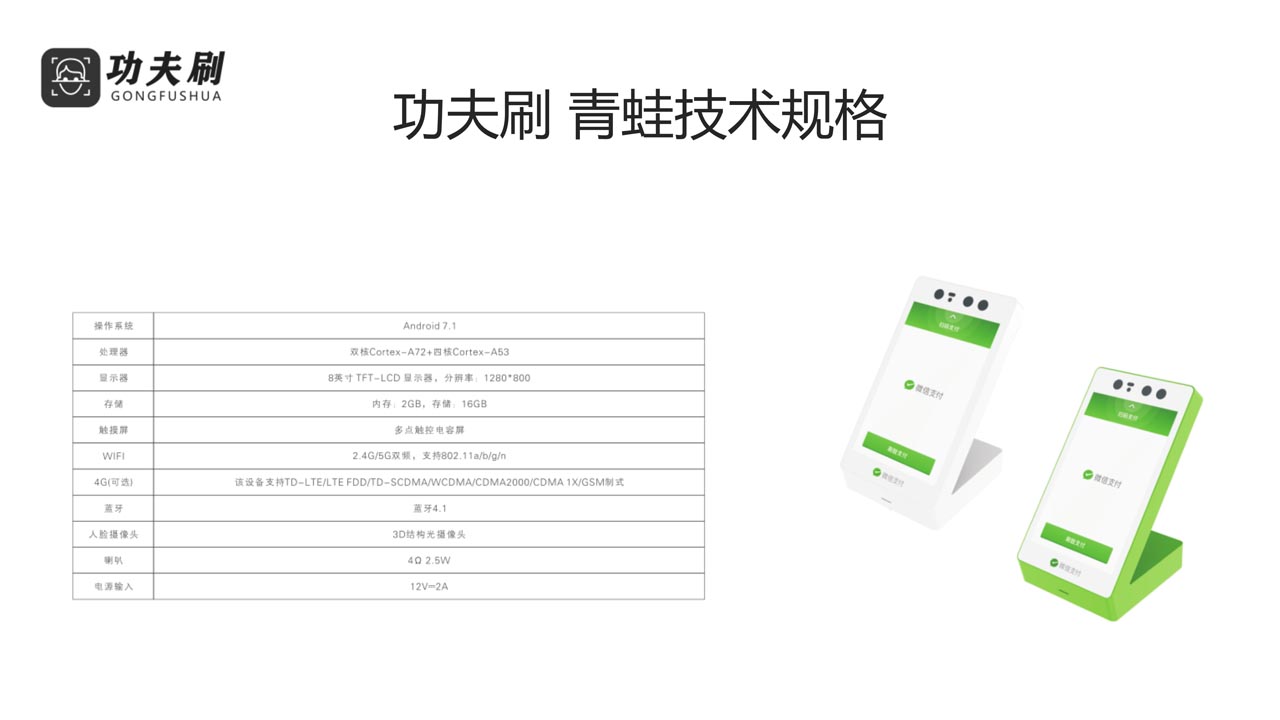 功夫刷
GONGFUSHUA
功夫刷 青蛙技术规格
操作系统 Android 7.1
处理器 双核Cortex-A72+四核Cortex-A53
显示器 8英寸 TFT-LCD 显示器，分辨率：1280*800
存储 内存：2GB，存储：16GB
触摸屏 多点触控电容屏
WIFI 2.4G/5G双频，支持802.11a/b/g/n
4G(可选) 该设备支持TD-LTE/LTE FDD/TD-SCDMA/WCDMA/CDMA2000/CDMA 1X/GSM制式
蓝牙 蓝牙4.1
人脸摄像头 3D结构光摄像头
喇叭 4Ω 2.5W
电源输入 12V⎓2A
扫码支付
微信支付
刷脸支付
微信支付
扫码支付
微信支付
刷脸支付
微信支付